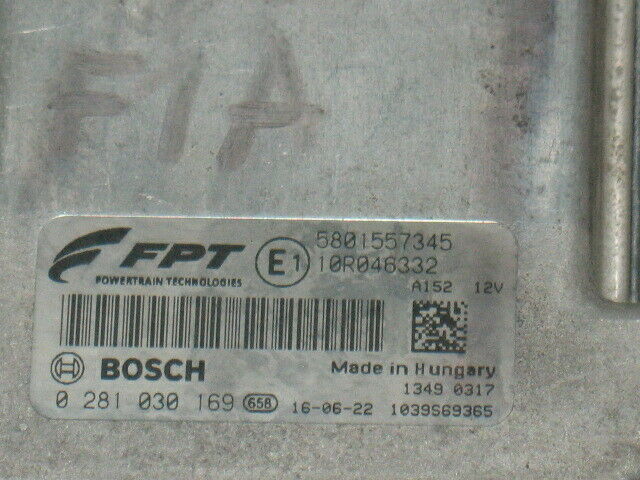 F1A
FPT
POWERTRAIN TECHNOLOGIES
E1
5801557345
10R046332
A152 12V
BOSCH
Made in Hungary
1349 0317
0 281 030 169 658 16-06-22 1039S69365